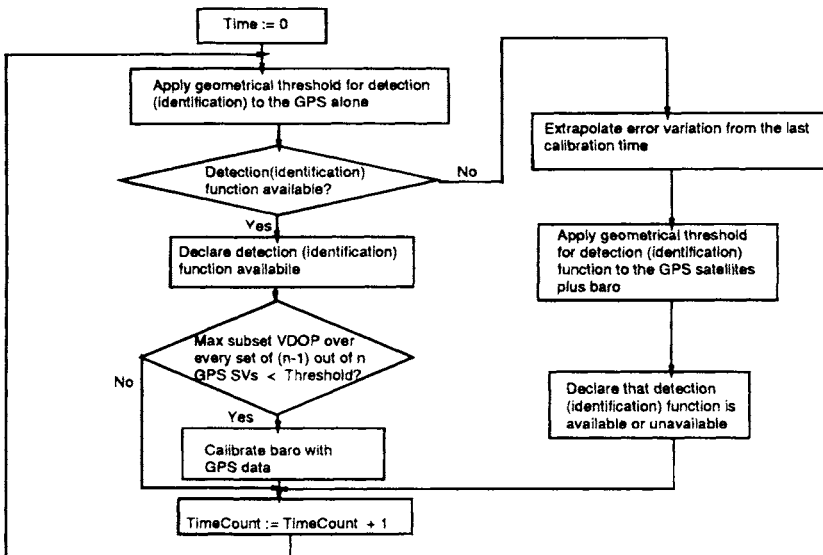 Time := 0
Apply geometrical threshold for detection
(identification) to the GPS alone
Detection(identification)
function available?
No
Yes
Declare detection (identification)
function availabile
Max subset VDOP over
every set of (n-1) out of n
GPS SVs < Threshold?
No
Yes
Calibrate baro with
GPS data
TimeCount := TimeCount + 1
Extrapolate error variation from the last
calibration time
Apply geometrical threshold
for detection (identification)
function to the GPS satellites
plus baro
Declare that detection
(identification) function is
available or unavailable